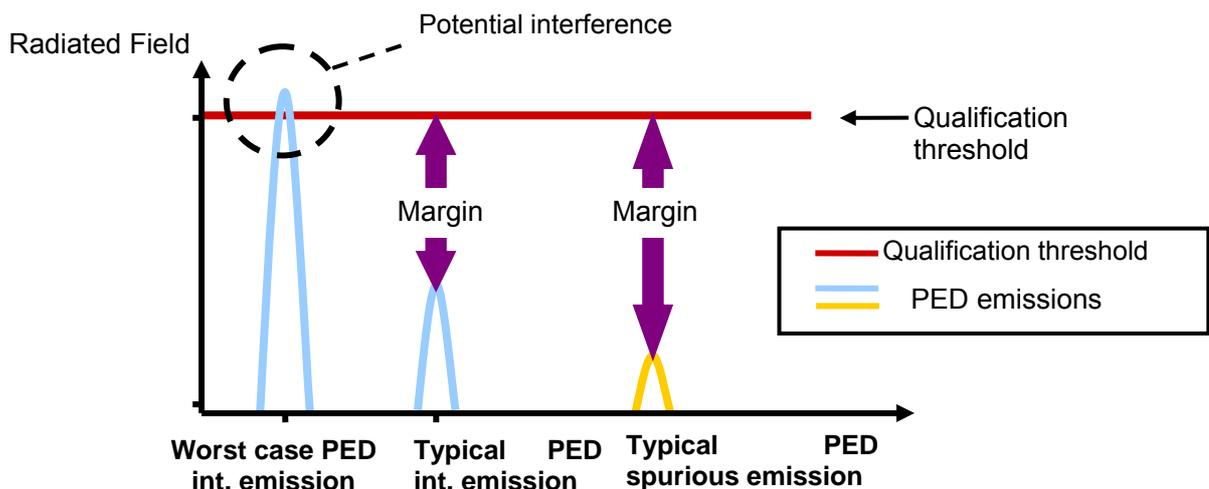 Potential interference
Radiated Field
Qualification
threshold
Margin
Margin
Qualification threshold
PED emissions
Worst case PED
int. emission
Typical PED
int. emission
Typical PED
spurious emission